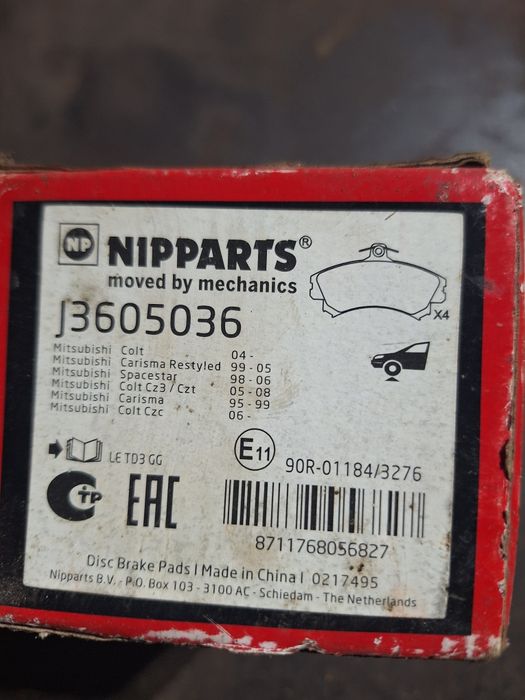 NP NIPPARTS®
moved by mechanics
J3605036
X4
Mitsubishi Colt 04 -
Mitsubishi Carisma Restyled 99 - 05
Mitsubishi Spacestar 98 - 06
Mitsubishi Colt Cz3 / Czt 05 - 08
Mitsubishi Carisma 95 - 99
Mitsubishi Colt Czc 06 -
LE TD3 GG
E11
90R-01184/3276
TP
EAC
8711768056827
Disc Brake Pads | Made in China | 0217495
Nipparts B.V. - P.O. Box 103 - 3100 AC - Schiedam - The Netherlands